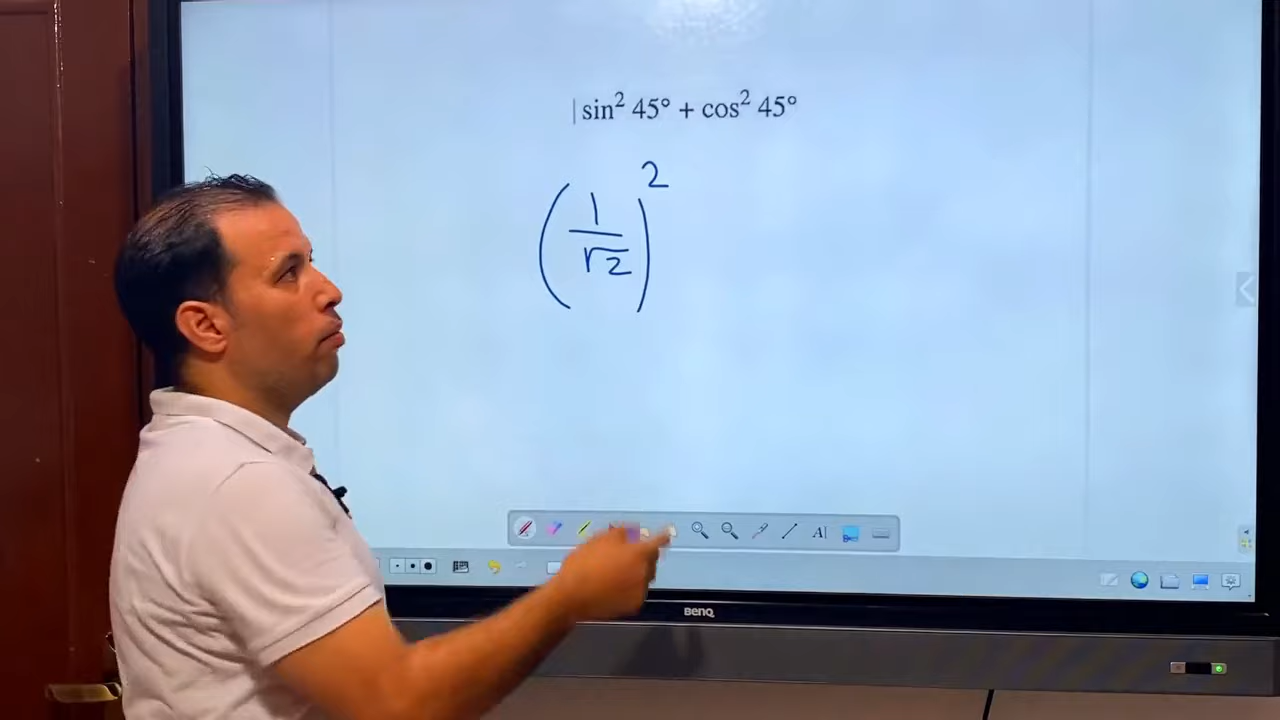 | sin² 45° + cos² 45°
(1/√2)²
A|
BenQ